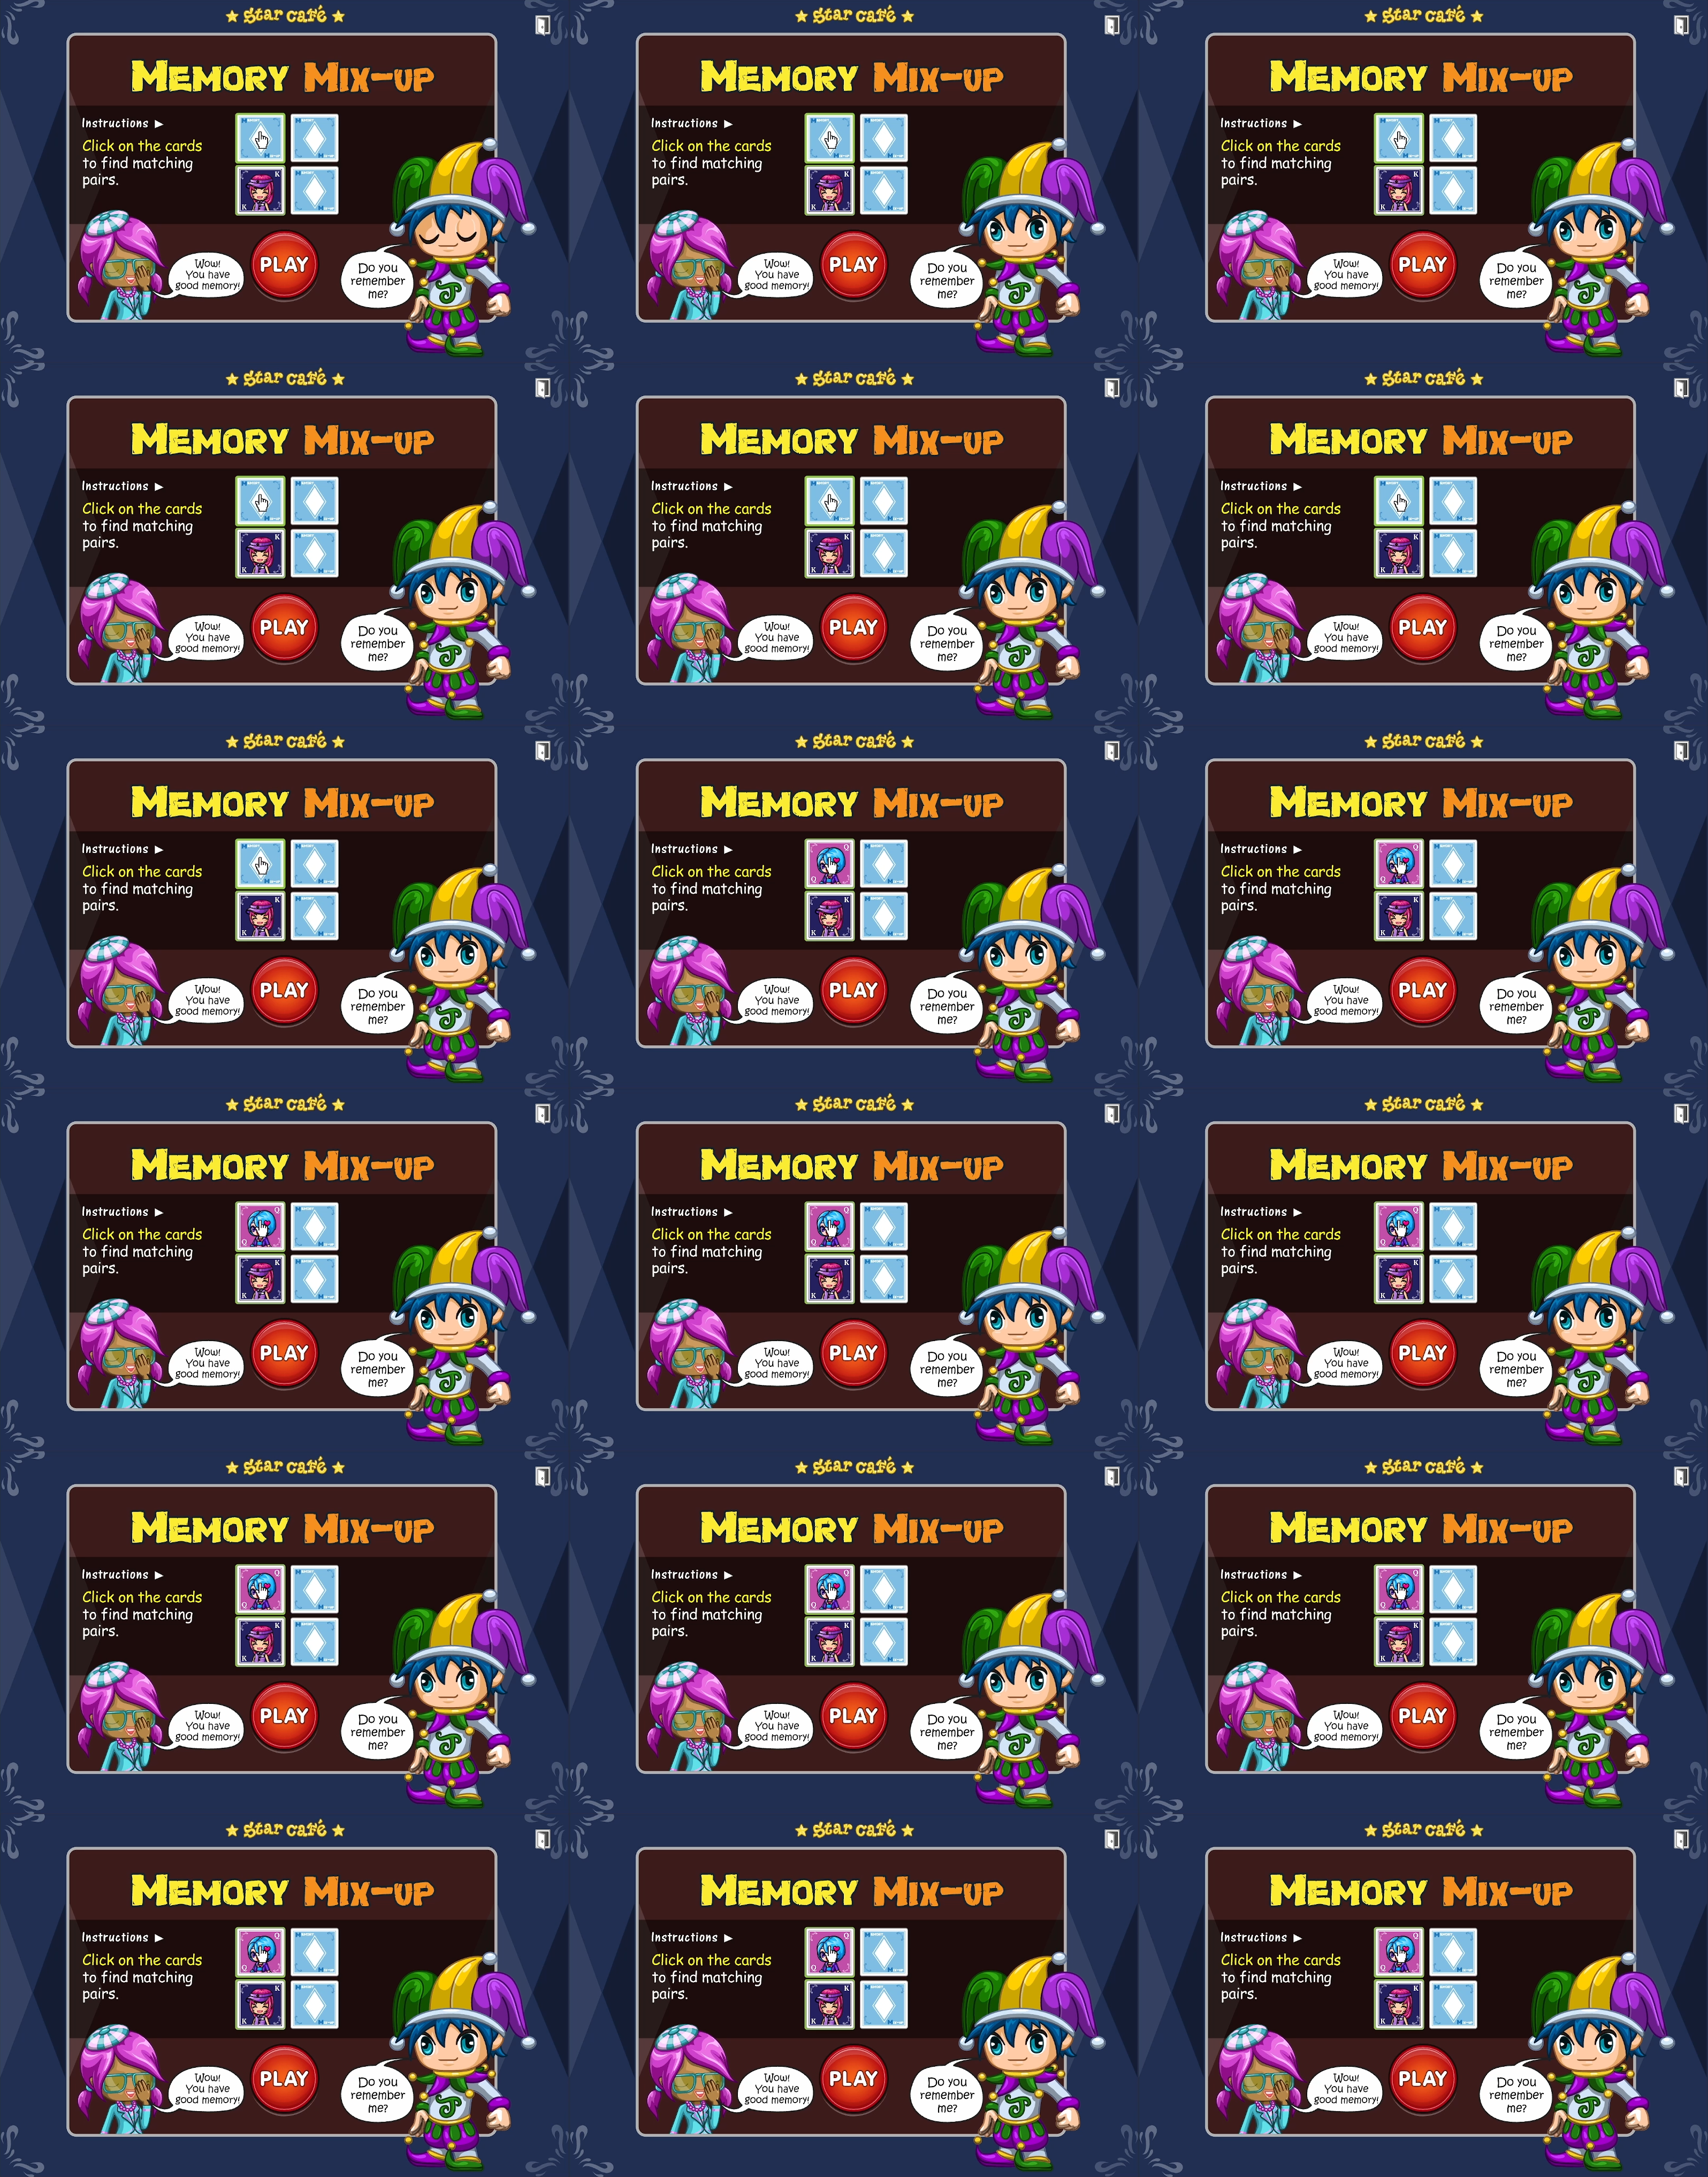 Star Café
Memory Mix-up
Instructions
Click on the cards
to find matching
pairs.
K
K
Wow!
You have
good memory!
PLAY
Do you
remember
me?
Star Café
Memory Mix-up
Instructions
Click on the cards
to find matching
pairs.
K
K
Wow!
You have
good memory!
PLAY
Do you
remember
me?
Star Café
Memory Mix-up
Instructions
Click on the cards
to find matching
pairs.
K
K
Wow!
You have
good memory!
PLAY
Do you
remember
me?
Star Café
Memory Mix-up
Instructions
Click on the cards
to find matching
pairs.
K
K
Wow!
You have
good memory!
PLAY
Do you
remember
me?
Star Café
Memory Mix-up
Instructions
Click on the cards
to find matching
pairs.
K
K
Wow!
You have
good memory!
PLAY
Do you
remember
me?
Star Café
Memory Mix-up
Instructions
Click on the cards
to find matching
pairs.
K
K
Wow!
You have
good memory!
PLAY
Do you
remember
me?
Star Café
Memory Mix-up
Instructions
Click on the cards
to find matching
pairs.
K
K
Wow!
You have
good memory!
PLAY
Do you
remember
me?
Star Café
Memory Mix-up
Instructions
Click on the cards
to find matching
pairs.
Q
Q
K
K
Wow!
You have
good memory!
PLAY
Do you
remember
me?
Star Café
Memory Mix-up
Instructions
Click on the cards
to find matching
pairs.
Q
Q
K
K
Wow!
You have
good memory!
PLAY
Do you
remember
me?
Star Café
Memory Mix-up
Instructions
Click on the cards
to find matching
pairs.
Q
Q
K
K
Wow!
You have
good memory!
PLAY
Do you
remember
me?
Star Café
Memory Mix-up
Instructions
Click on the cards
to find matching
pairs.
Q
Q
K
K
Wow!
You have
good memory!
PLAY
Do you
remember
me?
Star Café
Memory Mix-up
Instructions
Click on the cards
to find matching
pairs.
Q
Q
K
K
Wow!
You have
good memory!
PLAY
Do you
remember
me?
Star Café
Memory Mix-up
Instructions
Click on the cards
to find matching
pairs.
Q
Q
K
K
Wow!
You have
good memory!
PLAY
Do you
remember
me?
Star Café
Memory Mix-up
Instructions
Click on the cards
to find matching
pairs.
Q
Q
K
K
Wow!
You have
good memory!
PLAY
Do you
remember
me?
Star Café
Memory Mix-up
Instructions
Click on the cards
to find matching
pairs.
Q
Q
K
K
Wow!
You have
good memory!
PLAY
Do you
remember
me?
Star Café
Memory Mix-up
Instructions
Click on the cards
to find matching
pairs.
Q
Q
K
K
Wow!
You have
good memory!
PLAY
Do you
remember
me?
Star Café
Memory Mix-up
Instructions
Click on the cards
to find matching
pairs.
Q
Q
K
K
Wow!
You have
good memory!
PLAY
Do you
remember
me?
Star Café
Memory Mix-up
Instructions
Click on the cards
to find matching
pairs.
Q
Q
K
K
Wow!
You have
good memory!
PLAY
Do you
remember
me?